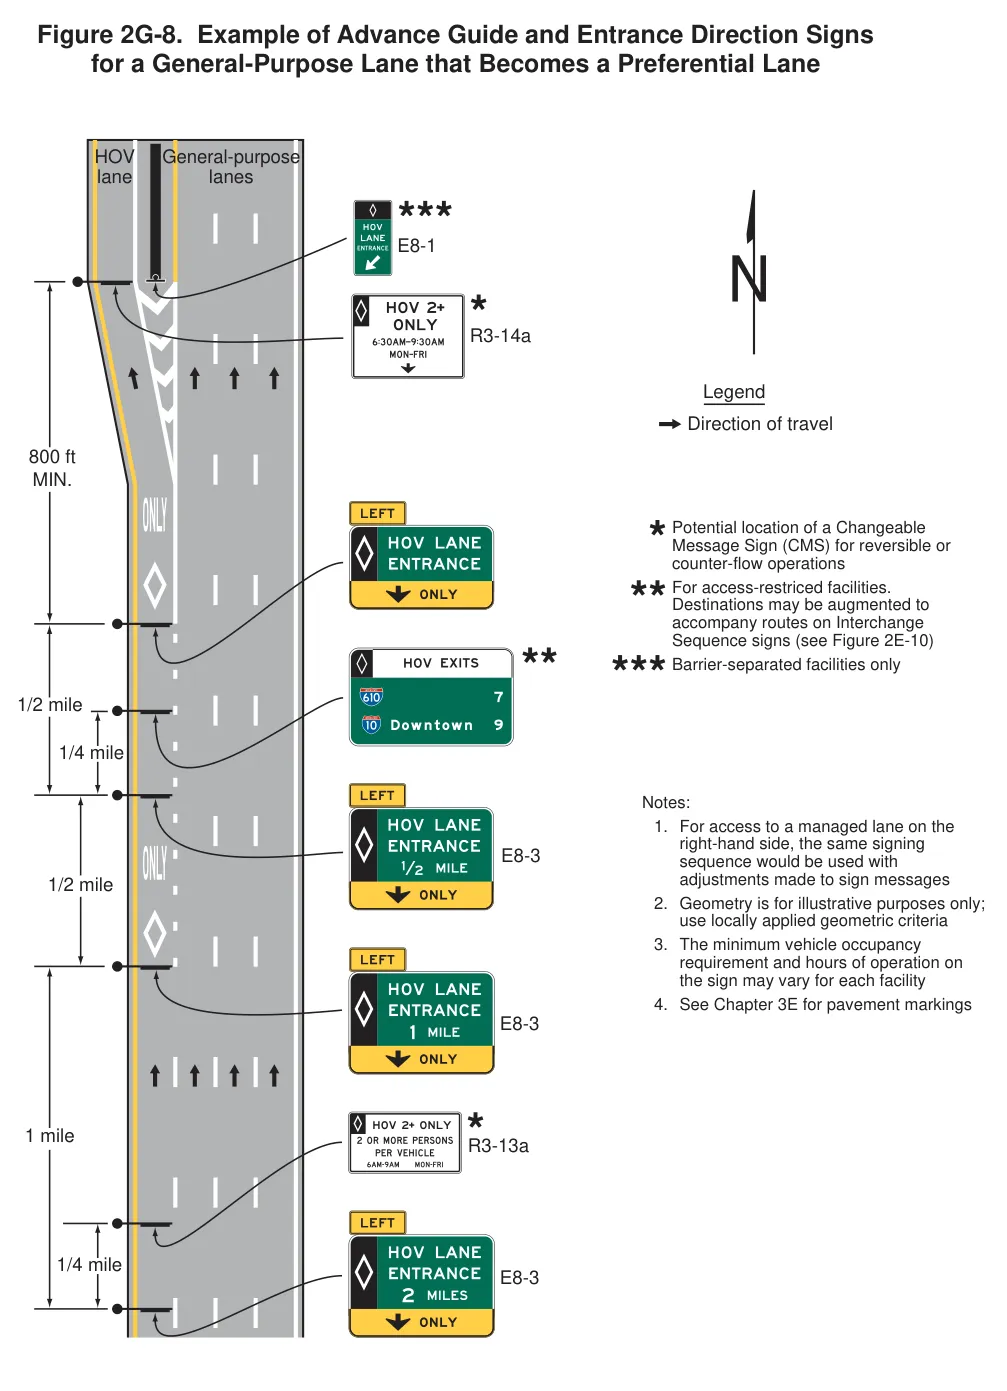 Figure 2G-8. Example of Advance Guide and Entrance Direction Signs
for a General-Purpose Lane that Becomes a Preferential Lane
HOV
lane
General-purpose
lanes
HOV
LANE
ENTRANCE
E8-1
***
HOV 2+
ONLY
6:30AM–9:30AM
MON-FRI
*
R3-14a
N
Legend
Direction of travel
800 ft
MIN.
ONLY
LEFT
HOV LANE
ENTRANCE
ONLY
* Potential location of a Changeable
Message Sign (CMS) for reversible or
counter-flow operations
** For access-restriced facilities.
Destinations may be augmented to
accompany routes on Interchange
Sequence signs (see Figure 2E-10)
*** Barrier-separated facilities only
1/2 mile
1/4 mile
HOV EXITS
**
610 7
10 Downtown 9
LEFT
HOV LANE
ENTRANCE
1/2 MILE
ONLY
E8-3
1/2 mile
ONLY
Notes:
1. For access to a managed lane on the
right-hand side, the same signing
sequence would be used with
adjustments made to sign messages
2. Geometry is for illustrative purposes only;
use locally applied geometric criteria
3. The minimum vehicle occupancy
requirement and hours of operation on
the sign may vary for each facility
4. See Chapter 3E for pavement markings
LEFT
HOV LANE
ENTRANCE
1 MILE
ONLY
E8-3
1 mile
HOV 2+ ONLY
2 OR MORE PERSONS
PER VEHICLE
6AM-9AM MON-FRI
*
R3-13a
1/4 mile
LEFT
HOV LANE
ENTRANCE
2 MILES
ONLY
E8-3